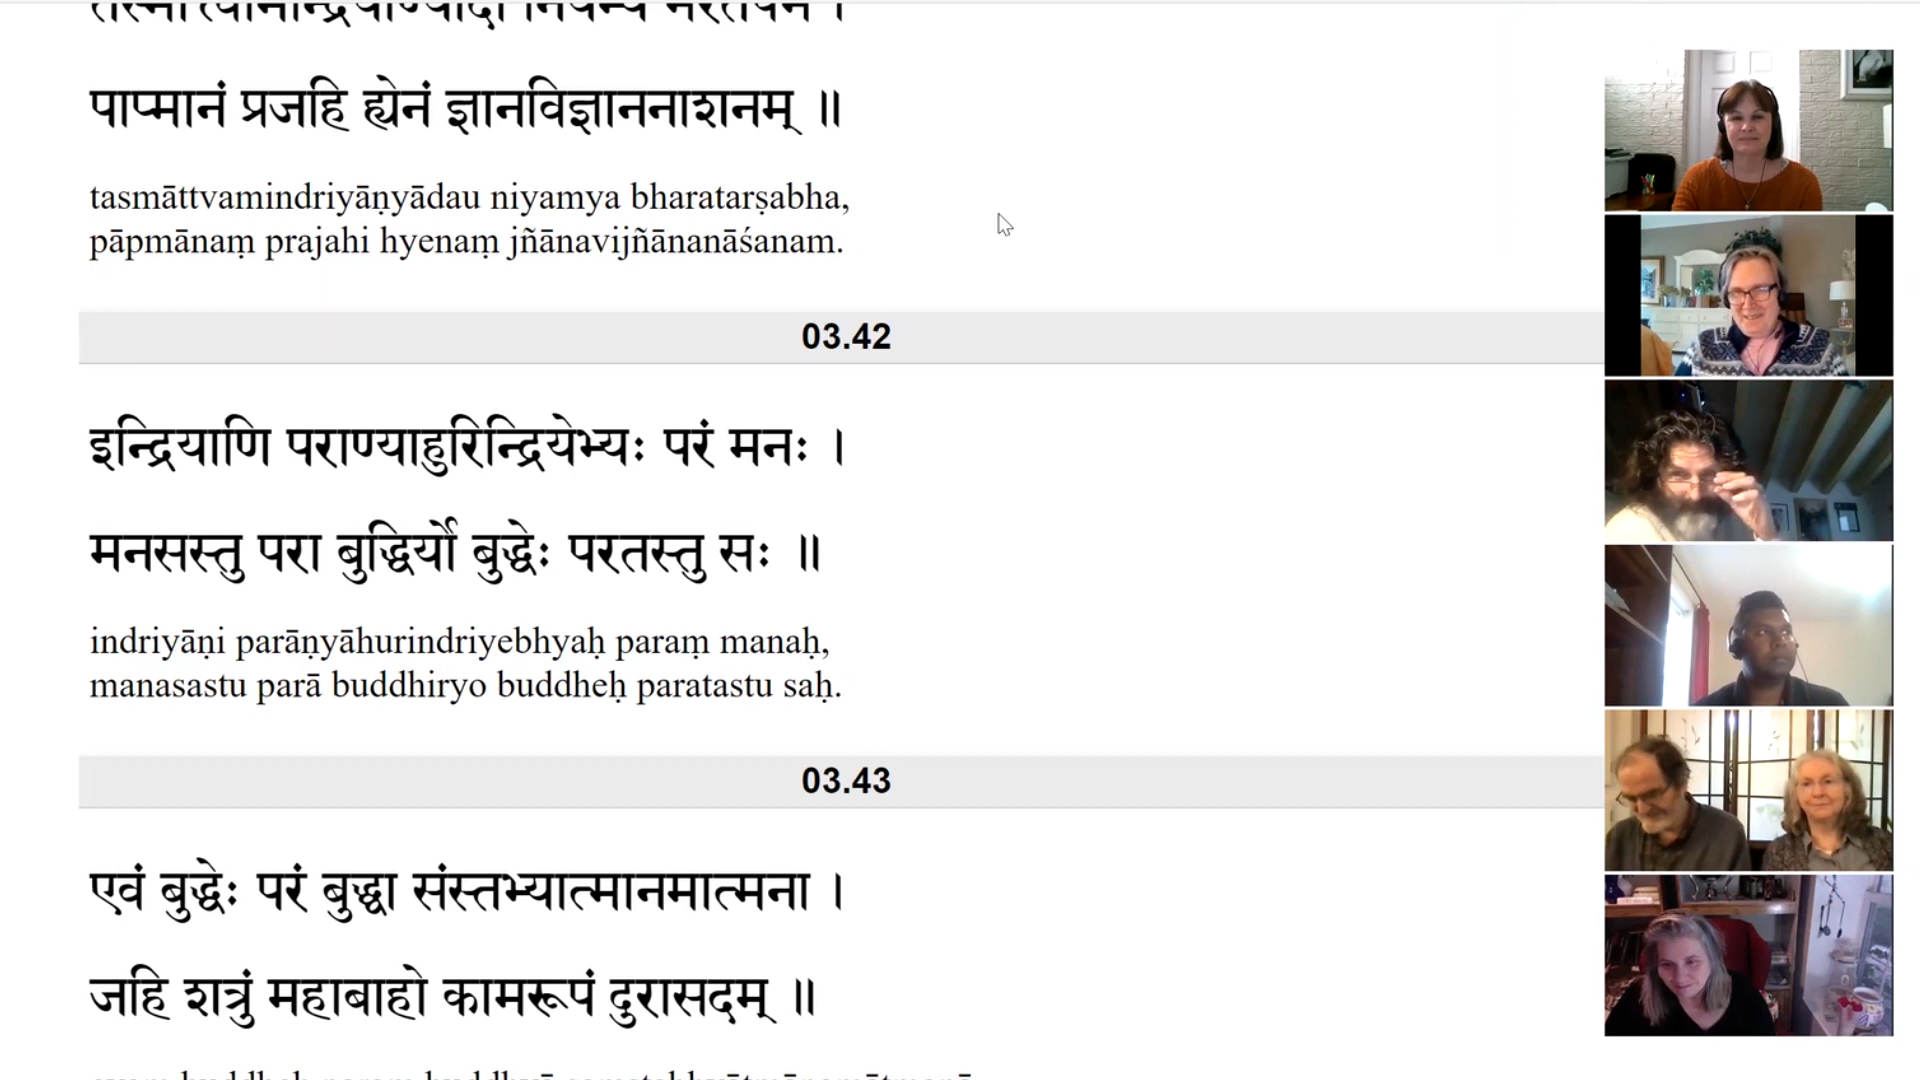 पाप्मानं प्रजहि ह्येनं ज्ञानविज्ञाननाशनम् ॥
tasmāttvamindriyāṇyādau niyamya bharatarṣabha,
pāpmānaṃ prajahi hyenaṃ jñānavijñānanāśanam.
03.42
इन्द्रियाणि पराण्याहुरिन्द्रियेभ्यः परं मनः ।
मनसस्तु परा बुद्धिर्यो बुद्धेः परतस्तु सः ॥
indriyāṇi parāṇyāhurindriyebhyaḥ paraṃ manaḥ,
manasastu parā buddhiryo buddheḥ paratastu saḥ.
03.43
एवं बुद्धेः परं बुद्धा संस्तभ्यात्मानमात्मना ।
जहि शत्रुं महाबाहो कामरूपं दुरासदम् ॥